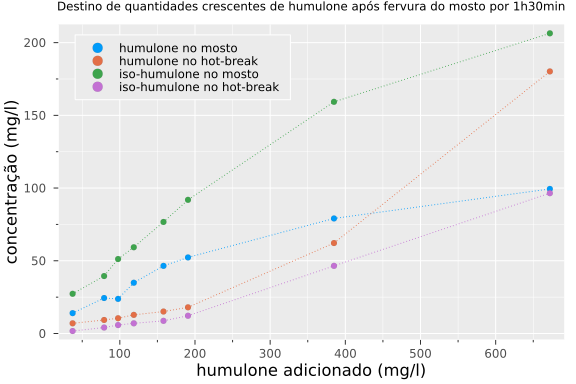 Destino de quantidades crescentes de humulone após fervura do mosto por 1h30min
humulone no mosto
humulone no hot-break
iso-humulone no mosto
iso-humulone no hot-break
concentração (mg/l)
200
150
100
50
0
100 200 300 400 500 600
humulone adicionado (mg/l)